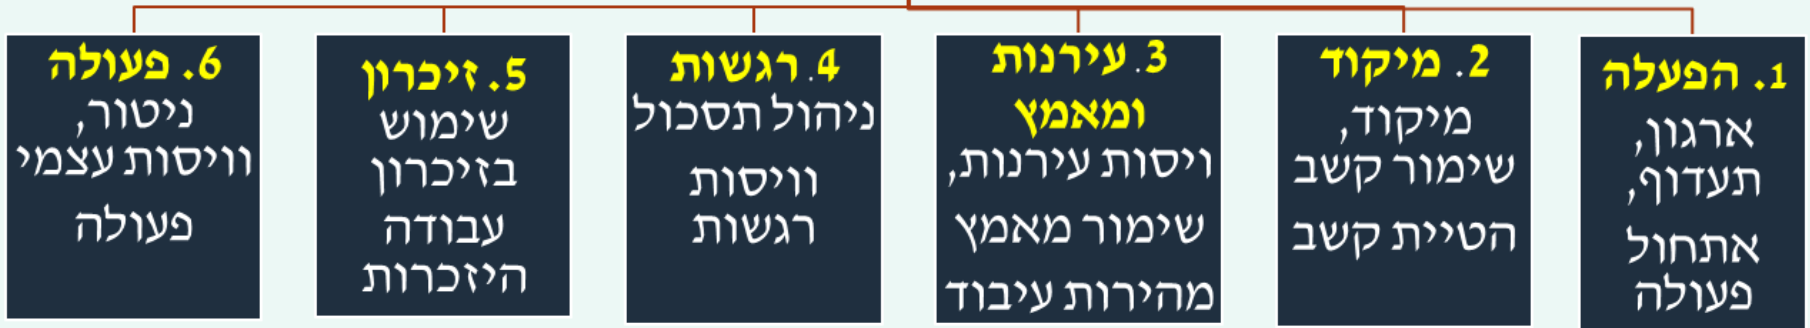 1. הפעלה
ארגון,
תעדוף,
אתחול
פעולה
2. מיקוד
מיקוד,
שימור קשב
הטיית קשב
3. עירנות
ומאמץ
ויסות עירנות,
שימור מאמץ
מהירות עיבוד
4. רגשות
ניהול תסכול
וויסות
רגשות
5. זיכרון
שימוש
בזיכרון
עבודה
היזכרות
6. פעולה
ניטור,
וויסות עצמי
פעולה